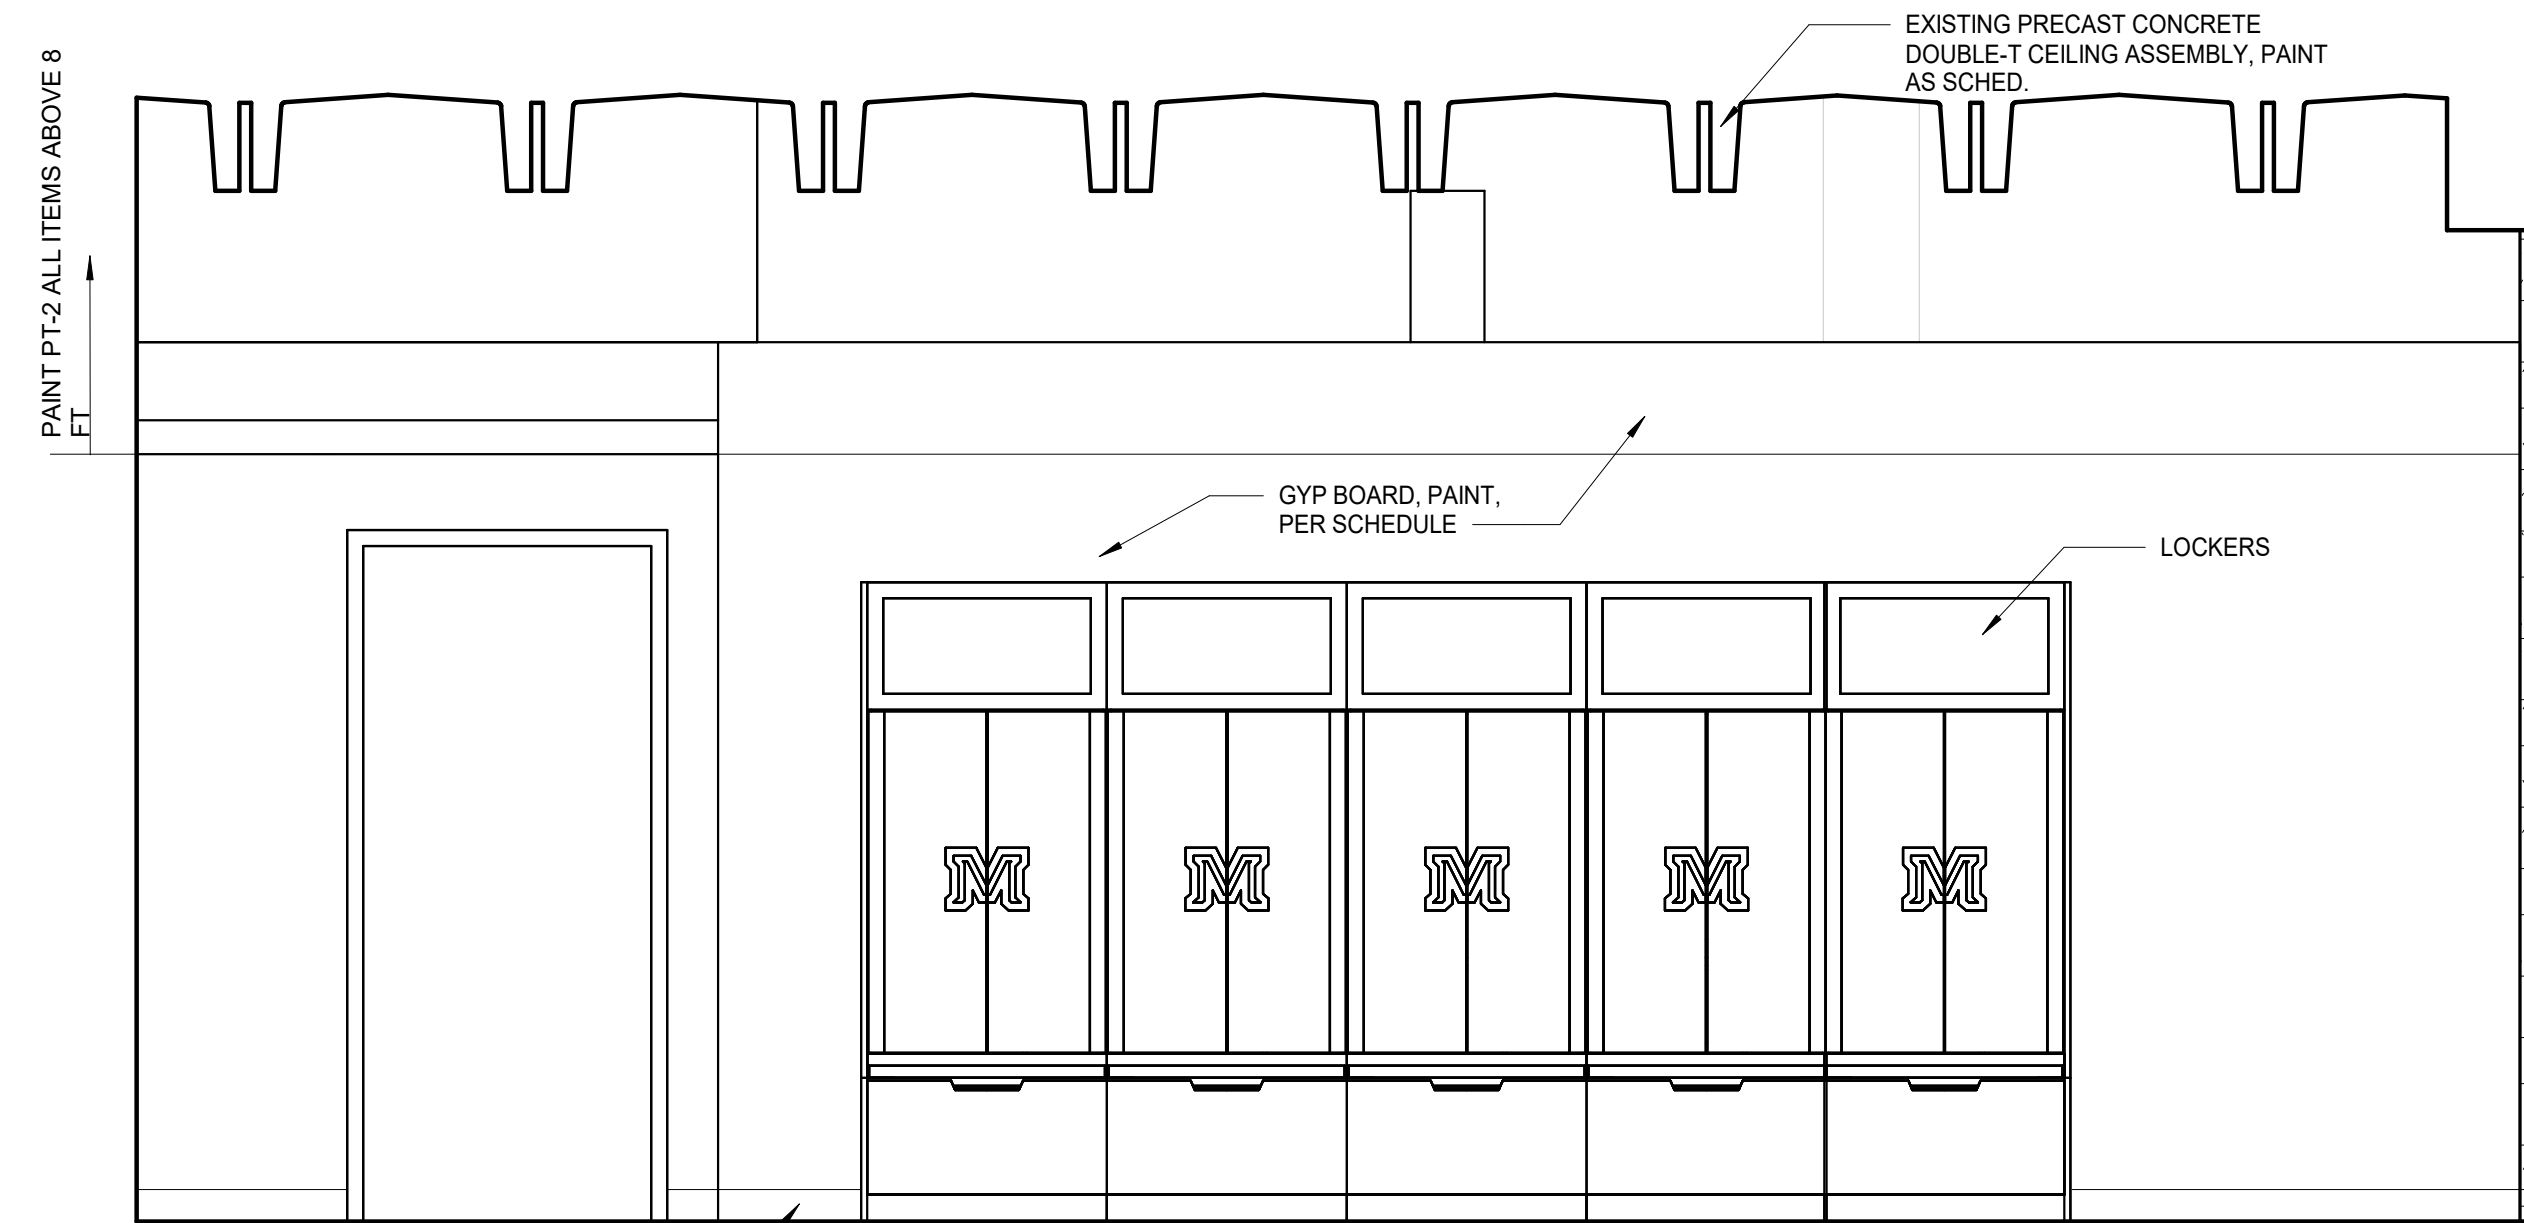 EXISTING PRECAST CONCRETE
DOUBLE-T CEILING ASSEMBLY, PAINT
AS SCHED.
PAINT PT-2 ALL ITEMS ABOVE 8
FT
GYP BOARD, PAINT,
PER SCHEDULE
LOCKERS
M
M
M
M
M